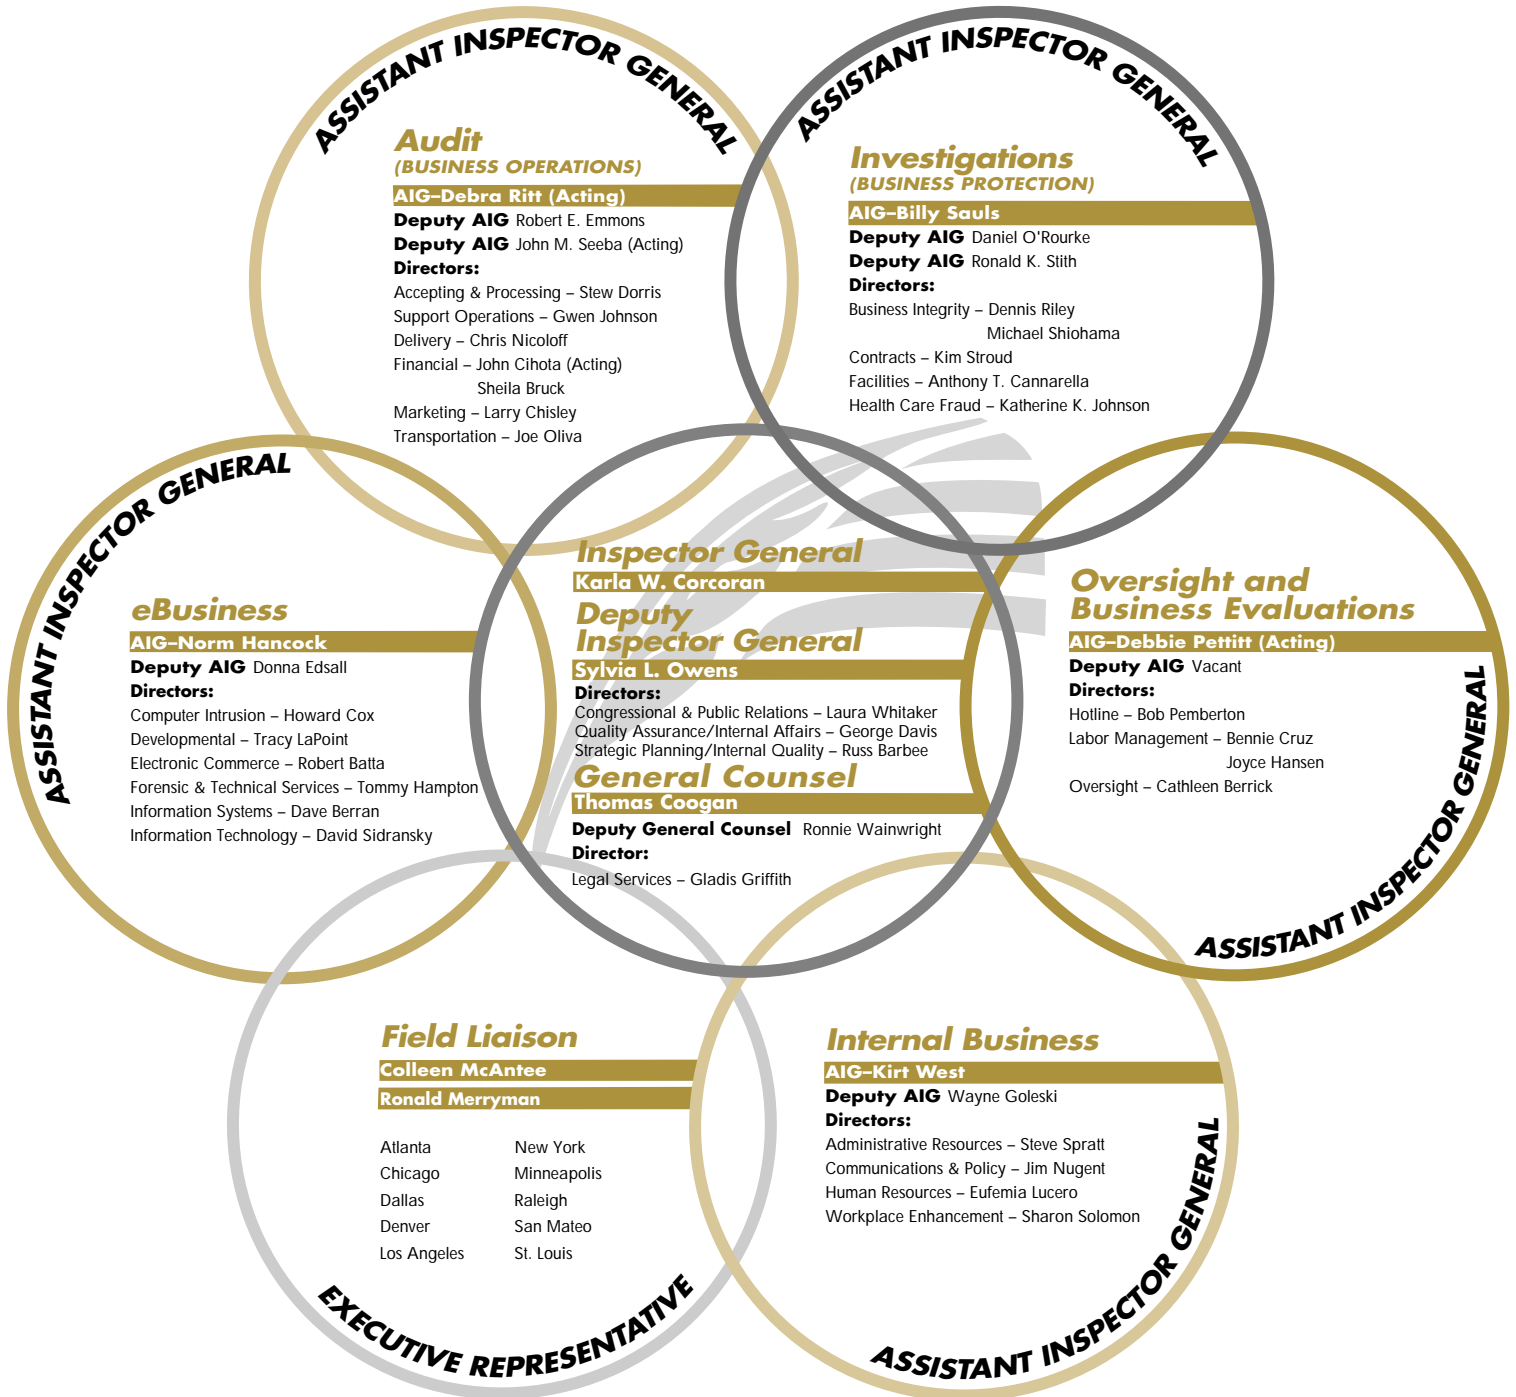 ASSISTANT INSPECTOR GENERAL
Audit
(BUSINESS OPERATIONS)
AIG–Debra Ritt (Acting)
Deputy AIG Robert E. Emmons
Deputy AIG John M. Seeba (Acting)
Directors:
Accepting & Processing – Stew Dorris
Support Operations – Gwen Johnson
Delivery – Chris Nicoloff
Financial – John Cihota (Acting)
Sheila Bruck
Marketing – Larry Chisley
Transportation – Joe Oliva
ASSISTANT INSPECTOR GENERAL
Investigations
(BUSINESS PROTECTION)
AIG–Billy Sauls
Deputy AIG Daniel O'Rourke
Deputy AIG Ronald K. Stith
Directors:
Business Integrity – Dennis Riley
Michael Shiohama
Contracts – Kim Stroud
Facilities – Anthony T. Cannarella
Health Care Fraud – Katherine K. Johnson
ASSISTANT INSPECTOR GENERAL
eBusiness
AIG–Norm Hancock
Deputy AIG Donna Edsall
Directors:
Computer Intrusion – Howard Cox
Developmental – Tracy LaPoint
Electronic Commerce – Robert Batta
Forensic & Technical Services – Tommy Hampton
Information Systems – Dave Berran
Information Technology – David Sidransky
Inspector General
Karla W. Corcoran
Deputy
Inspector General
Sylvia L. Owens
Directors:
Congressional & Public Relations – Laura Whitaker
Quality Assurance/Internal Affairs – George Davis
Strategic Planning/Internal Quality – Russ Barbee
General Counsel
Thomas Coogan
Deputy General Counsel Ronnie Wainwright
Director:
Legal Services – Gladis Griffith
Oversight and
Business Evaluations
AIG–Debbie Pettitt (Acting)
Deputy AIG Vacant
Directors:
Hotline – Bob Pemberton
Labor Management – Bennie Cruz
Joyce Hansen
Oversight – Cathleen Berrick
ASSISTANT INSPECTOR GENERAL
Field Liaison
Colleen McAntee
Ronald Merryman
Atlanta New York
Chicago Minneapolis
Dallas Raleigh
Denver San Mateo
Los Angeles St. Louis
EXECUTIVE REPRESENTATIVE
Internal Business
AIG–Kirt West
Deputy AIG Wayne Goleski
Directors:
Administrative Resources – Steve Spratt
Communications & Policy – Jim Nugent
Human Resources – Eufemia Lucero
Workplace Enhancement – Sharon Solomon
ASSISTANT INSPECTOR GENERAL